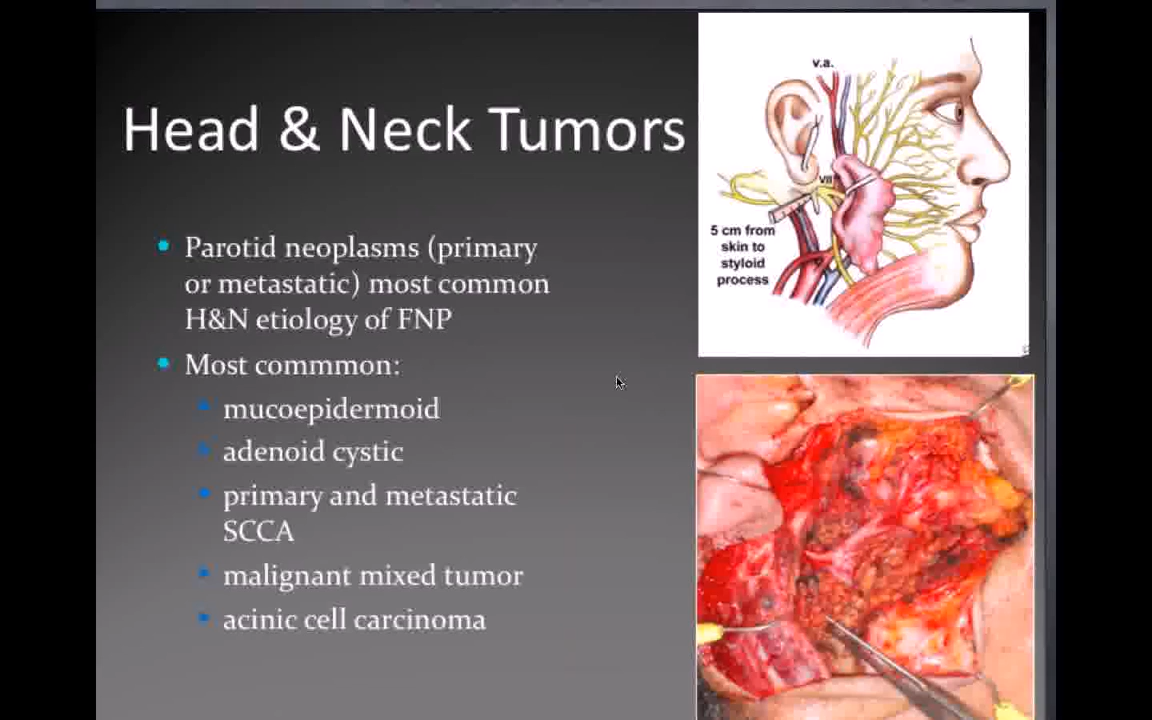 Head & Neck Tumors
Parotid neoplasms (primary
or metastatic) most common
H&N etiology of FNP
Most commmon:
mucoepidermoid
adenoid cystic
primary and metastatic
SCCA
malignant mixed tumor
acinic cell carcinoma
v.a.
VII
5 cm from
skin to
styloid
process